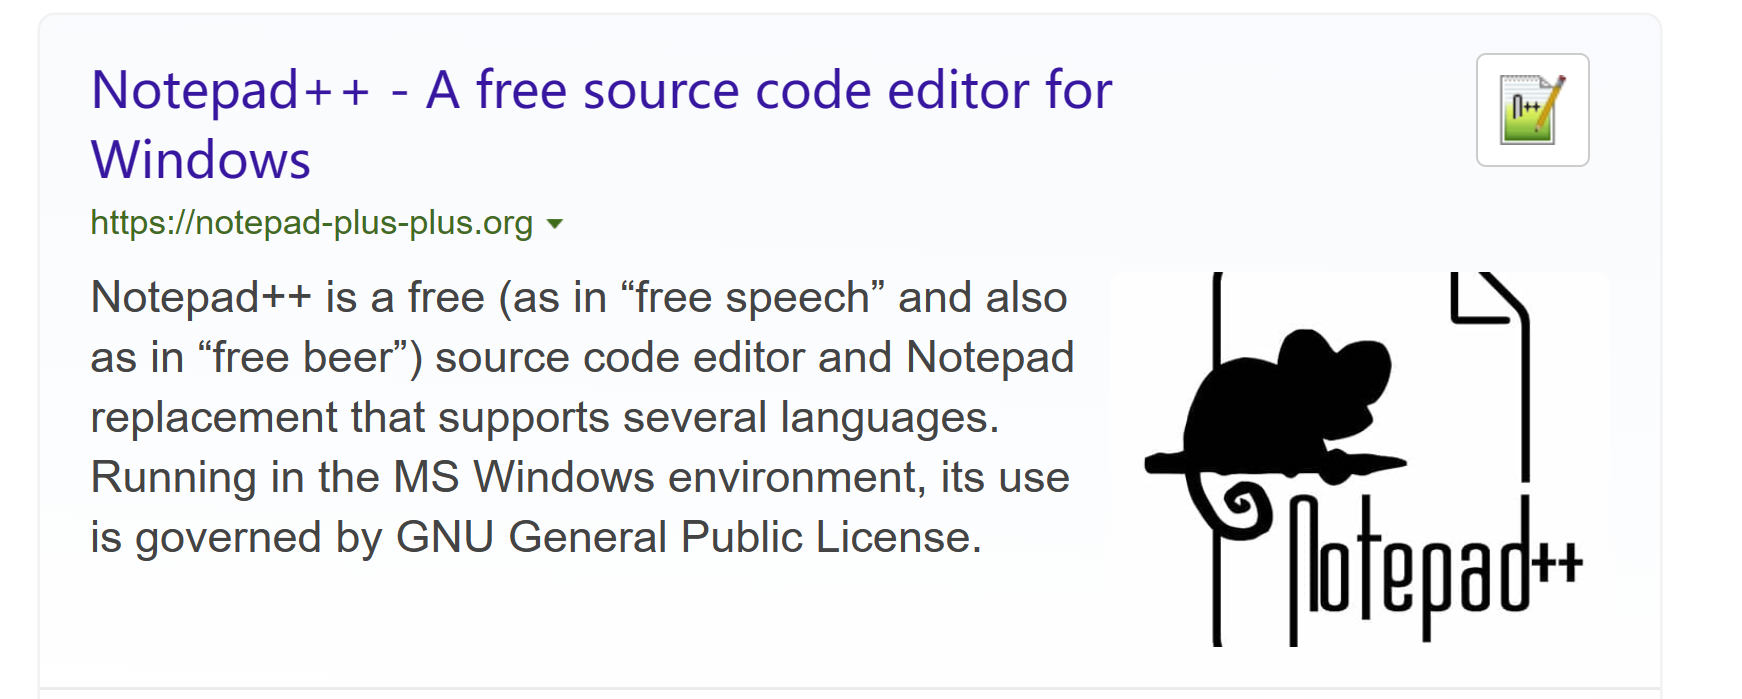 Notepad++ - A free source code editor for
Windows
N++
https://notepad-plus-plus.org
Notepad++ is a free (as in “free speech” and also
as in “free beer”) source code editor and Notepad
replacement that supports several languages.
Running in the MS Windows environment, its use
is governed by GNU General Public License.
Notepad++